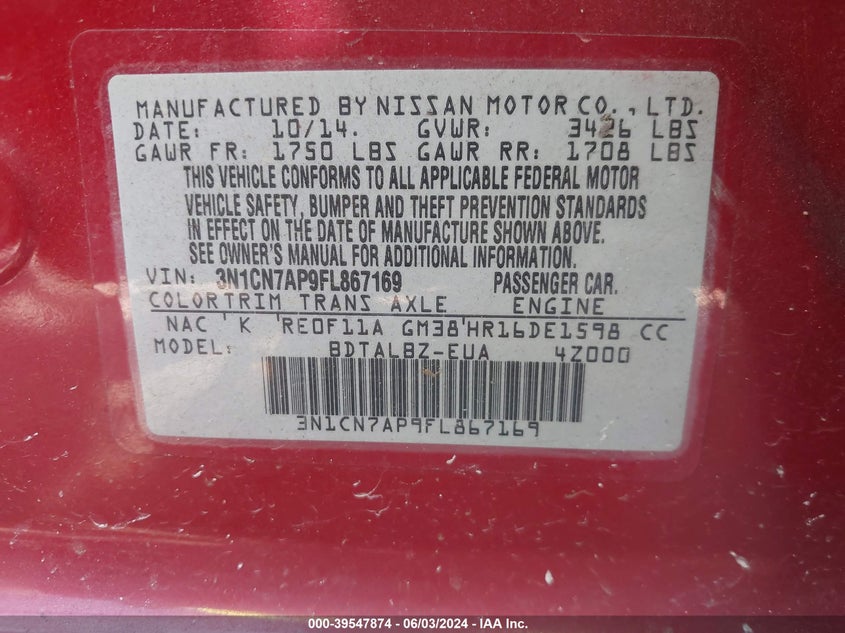 MANUFACTURED BY NISSAN MOTOR CO., LTD.
DATE: 10/14. GVWR: 3426 LBS
GAWR FR: 1750 LBS GAWR RR: 1708 LBS
THIS VEHICLE CONFORMS TO ALL APPLICABLE FEDERAL MOTOR
VEHICLE SAFETY, BUMPER AND THEFT PREVENTION STANDARDS
IN EFFECT ON THE DATE OF MANUFACTURE SHOWN ABOVE.
SEE OWNER'S MANUAL FOR ADDITIONAL INFORMATION.
VIN: 3N1CN7AP9FL867169 PASSENGER CAR.
COLOR TRIM TRANS AXLE ENGINE
NAC 'K 'RE0F11A GM38'HR16DE1598 CC
MODEL: BDTALBZ-EUA 4Z000
3N1CN7AP9FL867169
000-39547874 / 06/03/2024 - IAA Inc.